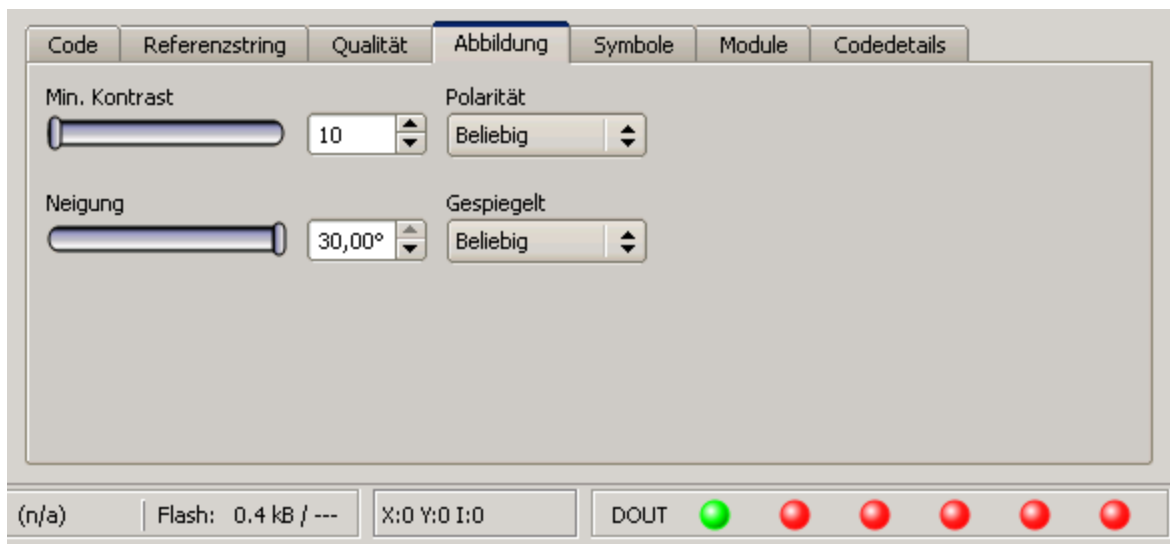 Code Referenzstring Qualität Abbildung Symbole Module Codedetails
Min. Kontrast Polarität
10 Beliebig
Neigung Gespiegelt
30,00° Beliebig
(n/a) Flash: 0.4 kB / --- X:0 Y:0 I:0 DOUT